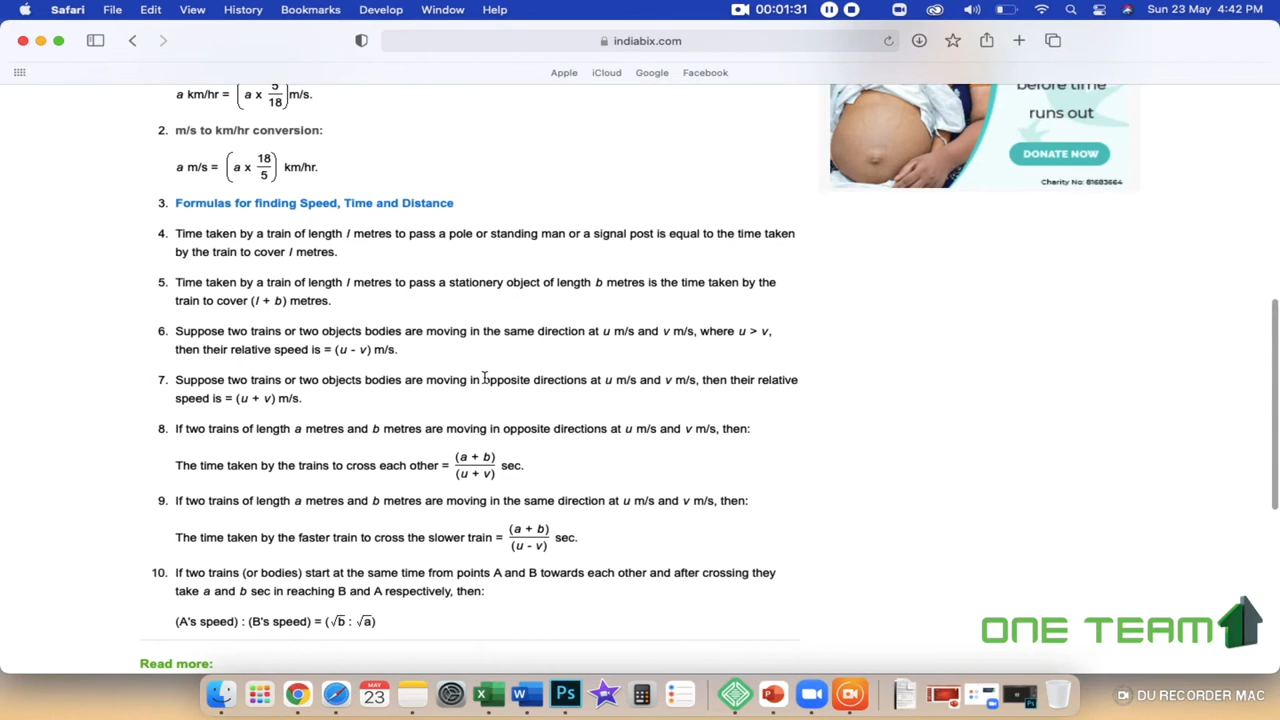 Safari File Edit View History Bookmarks Develop Window Help 00:01:31 Sun 23 May 4:42 PM
indiabix.com
Apple iCloud Google Facebook
before time
runs out
DONATE NOW
Charity No: 81683664
a km/hr = (a x 5/18) m/s.
2. m/s to km/hr conversion:
a m/s = (a x 18/5) km/hr.
3. Formulas for finding Speed, Time and Distance
4. Time taken by a train of length l metres to pass a pole or standing man or a signal post is equal to the time taken
by the train to cover l metres.
5. Time taken by a train of length l metres to pass a stationery object of length b metres is the time taken by the
train to cover (l + b) metres.
6. Suppose two trains or two objects bodies are moving in the same direction at u m/s and v m/s, where u > v,
then their relative speed is = (u - v) m/s.
7. Suppose two trains or two objects bodies are moving in opposite directions at u m/s and v m/s, then their relative
speed is = (u + v) m/s.
8. If two trains of length a metres and b metres are moving in opposite directions at u m/s and v m/s, then:
The time taken by the trains to cross each other = (a + b)/(u + v) sec.
9. If two trains of length a metres and b metres are moving in the same direction at u m/s and v m/s, then:
The time taken by the faster train to cross the slower train = (a + b)/(u - v) sec.
10. If two trains (or bodies) start at the same time from points A and B towards each other and after crossing they
take a and b sec in reaching B and A respectively, then:
(A's speed) : (B's speed) = (√b : √a)
Read more:
ONE TEAM
MAY
23
X
W
Ps
P
DU RECORDER MAC